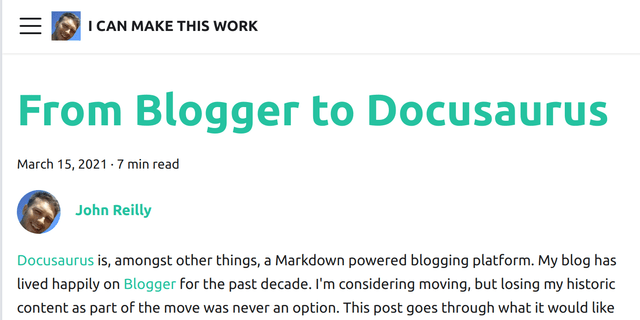 I CAN MAKE THIS WORK
From Blogger to Docusaurus
March 15, 2021 · 7 min read
John Reilly
Docusaurus is, amongst other things, a Markdown powered blogging platform. My blog has
lived happily on Blogger for the past decade. I'm considering moving, but losing my historic
content as part of the move was never an option. This post goes through what it would like